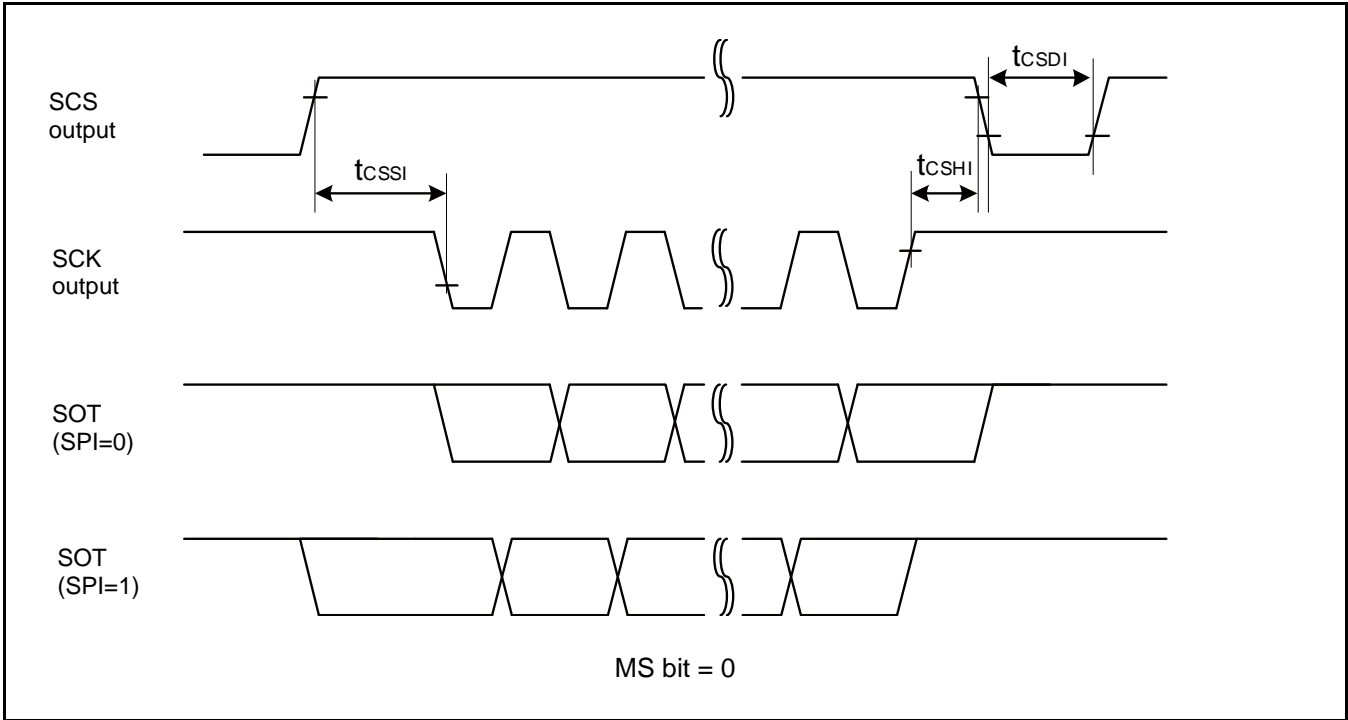 SCS
output
tCSDI
tCSSI
tCSHI
SCK
output
SOT
(SPI=0)
SOT
(SPI=1)
MS bit = 0